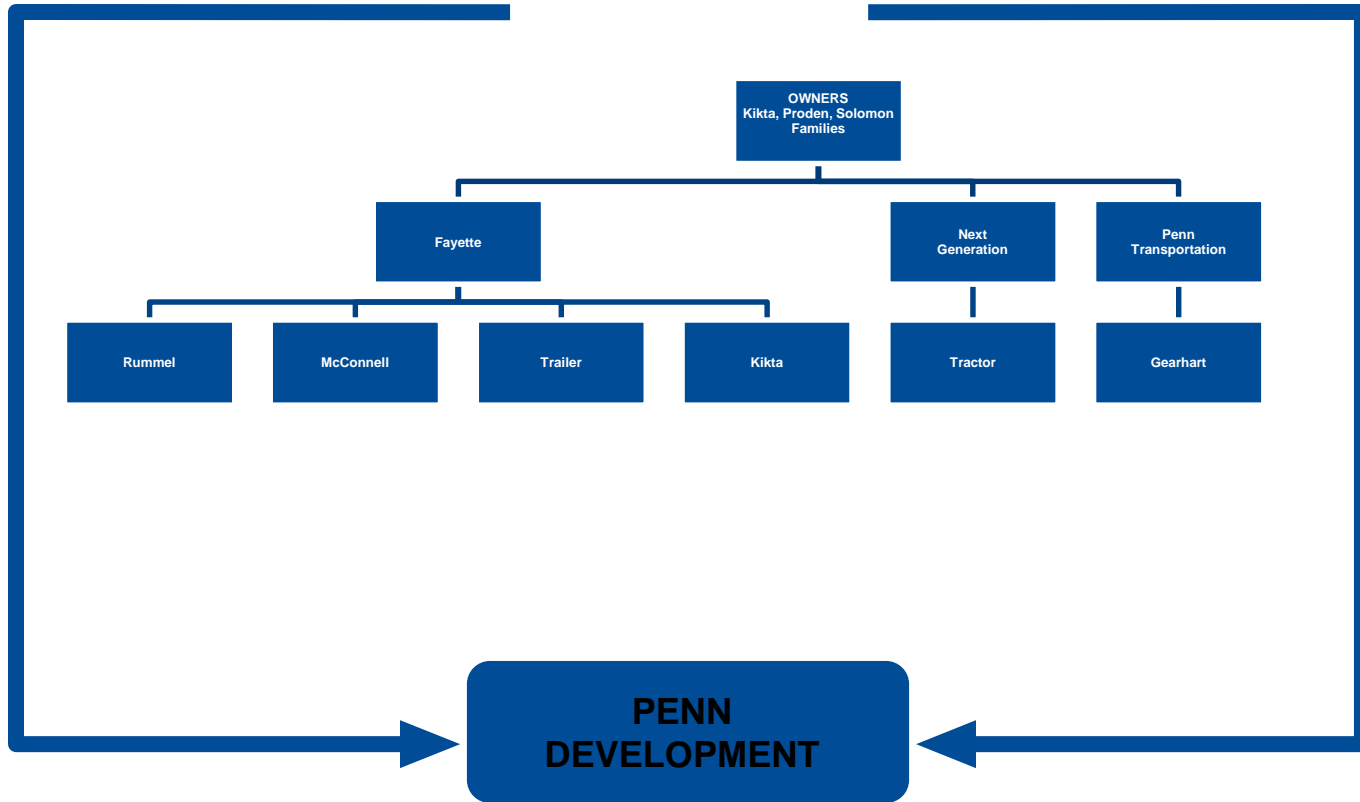 OWNERS
Kikta, Proden, Solomon
Families
Fayette
Next
Generation
Penn
Transportation
Rummel
McConnell
Trailer
Kikta
Tractor
Gearhart
PENN
DEVELOPMENT